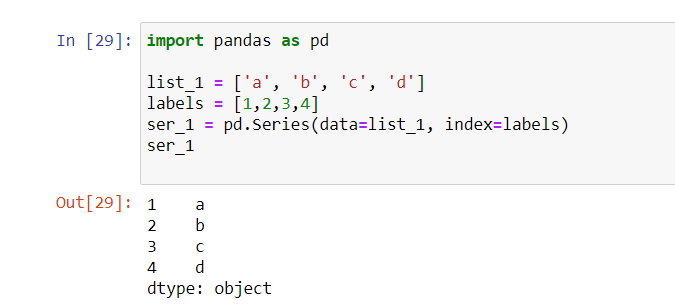 In [29]: import pandas as pd
list_1 = ['a', 'b', 'c', 'd']
labels = [1,2,3,4]
ser_1 = pd.Series(data=list_1, index=labels)
ser_1
Out[29]: 1    a
2    b
3    c
4    d
dtype: object